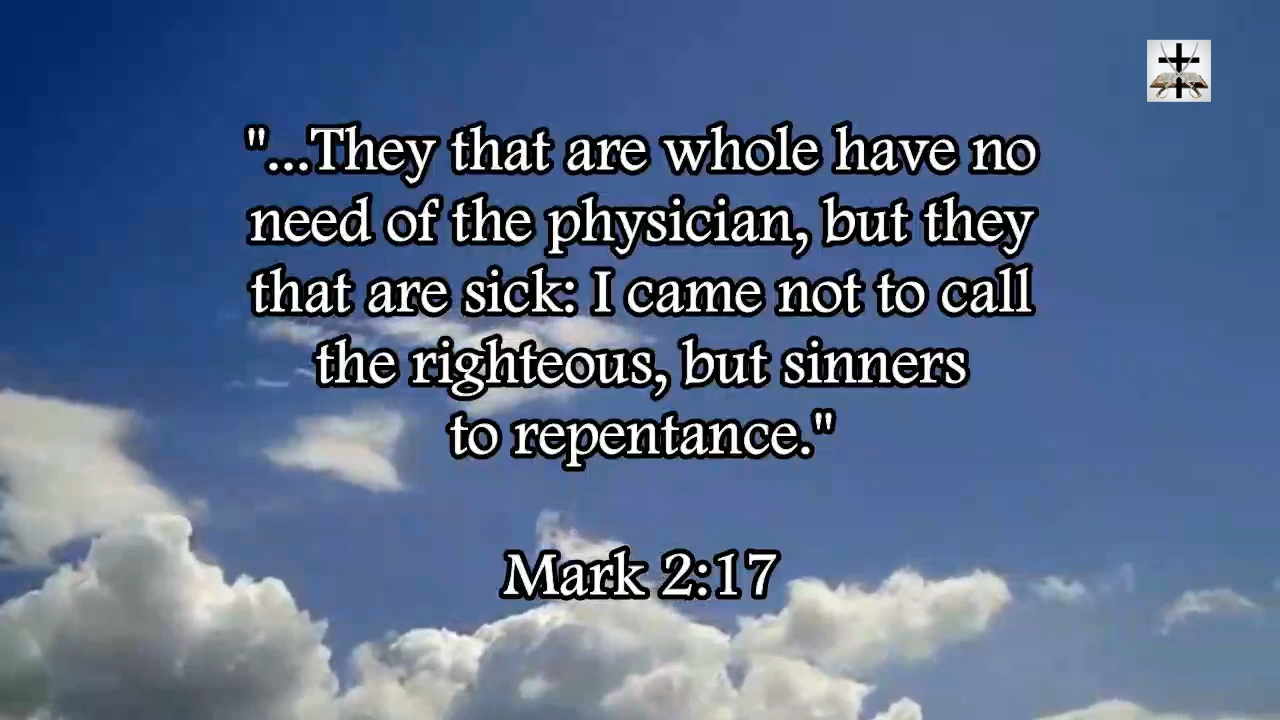 "...They that are whole have no
need of the physician, but they
that are sick: I came not to call
the righteous, but sinners
to repentance."
Mark 2:17